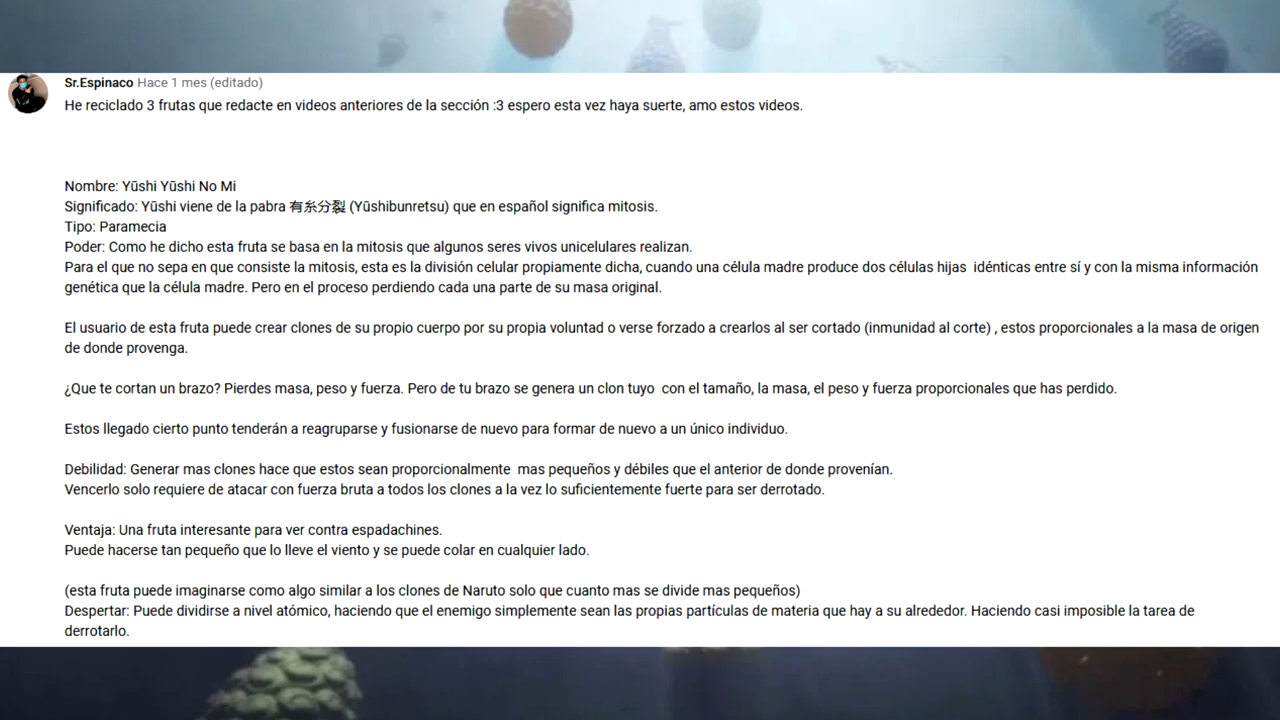 Sr.Espinaco Hace 1 mes (editado)
He reciclado 3 frutas que redacte en videos anteriores de la sección :3 espero esta vez haya suerte, amo estos videos.
Nombre: Yūshi Yūshi No Mi
Significado: Yūshi viene de la pabra 有糸分裂 (Yūshibunretsu) que en español significa mitosis.
Tipo: Paramecia
Poder: Como he dicho esta fruta se basa en la mitosis que algunos seres vivos unicelulares realizan.
Para el que no sepa en que consiste la mitosis, esta es la división celular propiamente dicha, cuando una célula madre produce dos células hijas  idénticas entre sí y con la misma información
genética que la célula madre. Pero en el proceso perdiendo cada una parte de su masa original.
El usuario de esta fruta puede crear clones de su propio cuerpo por su propia voluntad o verse forzado a crearlos al ser cortado (inmunidad al corte) , estos proporcionales a la masa de origen
de donde provenga.
¿Que te cortan un brazo? Pierdes masa, peso y fuerza. Pero de tu brazo se genera un clon tuyo  con el tamaño, la masa, el peso y fuerza proporcionales que has perdido.
Estos llegado cierto punto tenderán a reagruparse y fusionarse de nuevo para formar de nuevo a un único individuo.
Debilidad: Generar mas clones hace que estos sean proporcionalmente  mas pequeños y débiles que el anterior de donde provenían.
Vencerlo solo requiere de atacar con fuerza bruta a todos los clones a la vez lo suficientemente fuerte para ser derrotado.
Ventaja: Una fruta interesante para ver contra espadachines.
Puede hacerse tan pequeño que lo lleve el viento y se puede colar en cualquier lado.
(esta fruta puede imaginarse como algo similar a los clones de Naruto solo que cuanto mas se divide mas pequeños)
Despertar: Puede dividirse a nivel atómico, haciendo que el enemigo simplemente sean las propias partículas de materia que hay a su alrededor. Haciendo casi imposible la tarea de
derrotarlo.